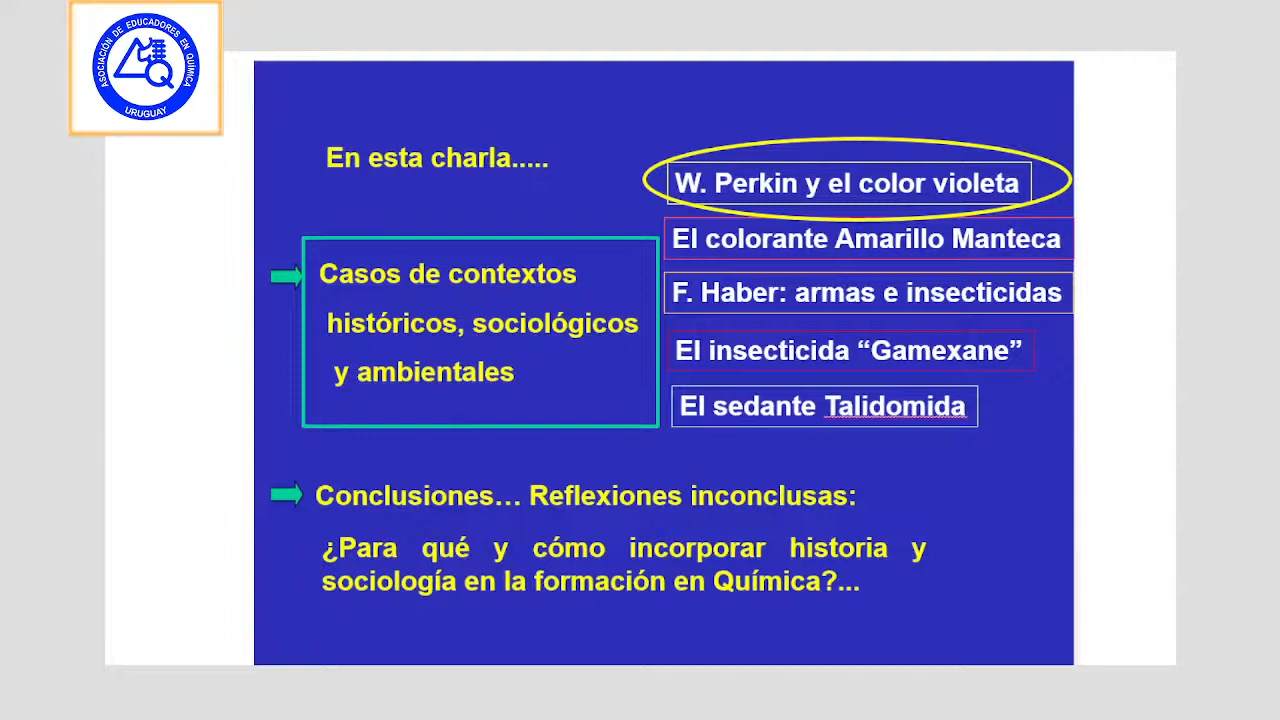 ASOCIACIÓN DE EDUCADORES EN QUÍMICA
URUGUAY
En esta charla.....
W. Perkin y el color violeta
El colorante Amarillo Manteca
F. Haber: armas e insecticidas
El insecticida “Gamexane”
El sedante Talidomida
Casos de contextos
históricos, sociológicos
y ambientales
Conclusiones… Reflexiones inconclusas:
¿Para qué y cómo incorporar historia y
sociología en la formación en Química?...